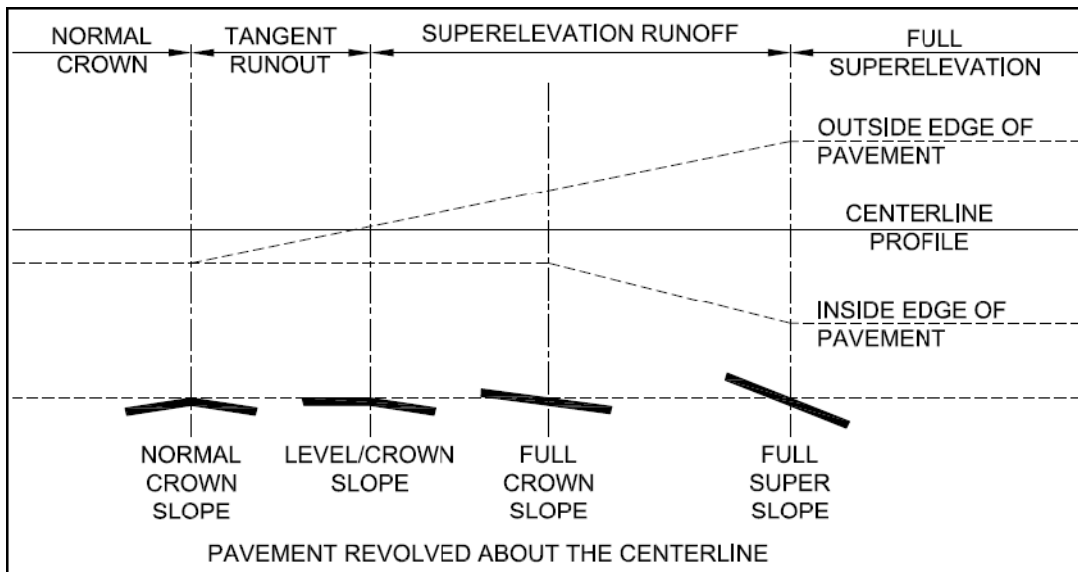 NORMAL
CROWN
TANGENT
RUNOUT
SUPERELEVATION RUNOFF
FULL
SUPERELEVATION
OUTSIDE EDGE OF
PAVEMENT
CENTERLINE
PROFILE
INSIDE EDGE OF
PAVEMENT
NORMAL
CROWN
SLOPE
LEVEL/CROWN
SLOPE
FULL
CROWN
SLOPE
FULL
SUPER
SLOPE
PAVEMENT REVOLVED ABOUT THE CENTERLINE